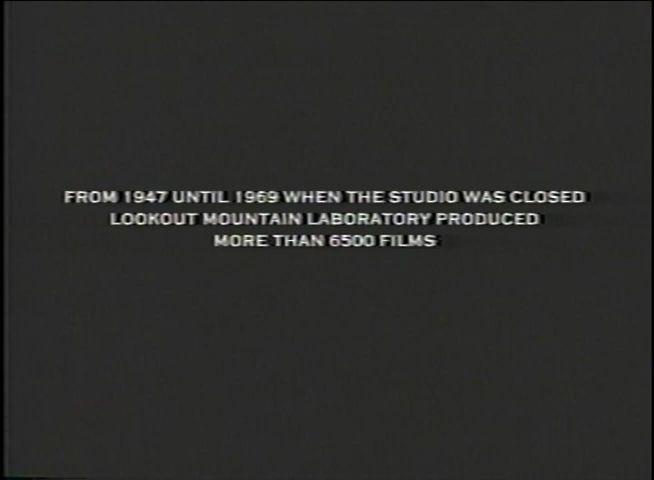 FROM 1947 UNTIL 1969 WHEN THE STUDIO WAS CLOSED
LOOKOUT MOUNTAIN LABORATORY PRODUCED
MORE THAN 6500 FILMS